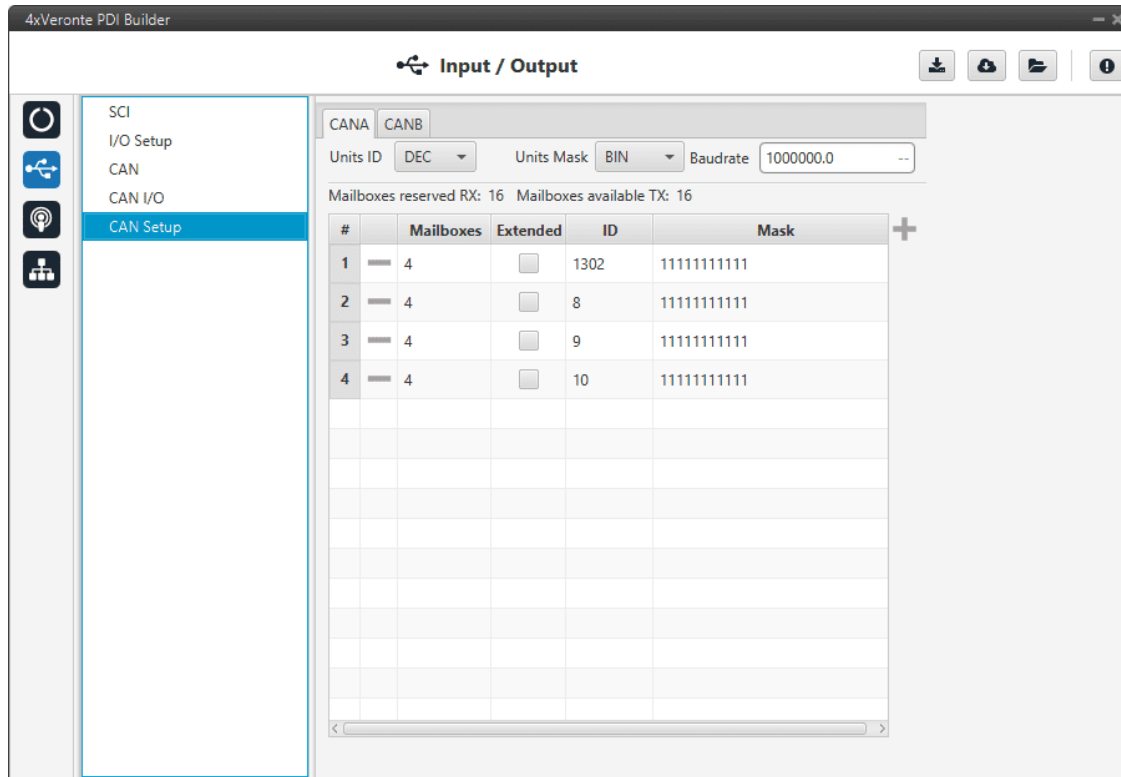 4xVeronte PDI Builder
Input / Output
SCI
I/O Setup
CAN
CAN I/O
CAN Setup
CANA CANB
Units ID DEC Units Mask BIN Baudrate 1000000.0 --
Mailboxes reserved RX: 16 Mailboxes available TX: 16
# Mailboxes Extended ID Mask
1 4 1302 11111111111
2 4 8 11111111111
3 4 9 11111111111
4 4 10 11111111111